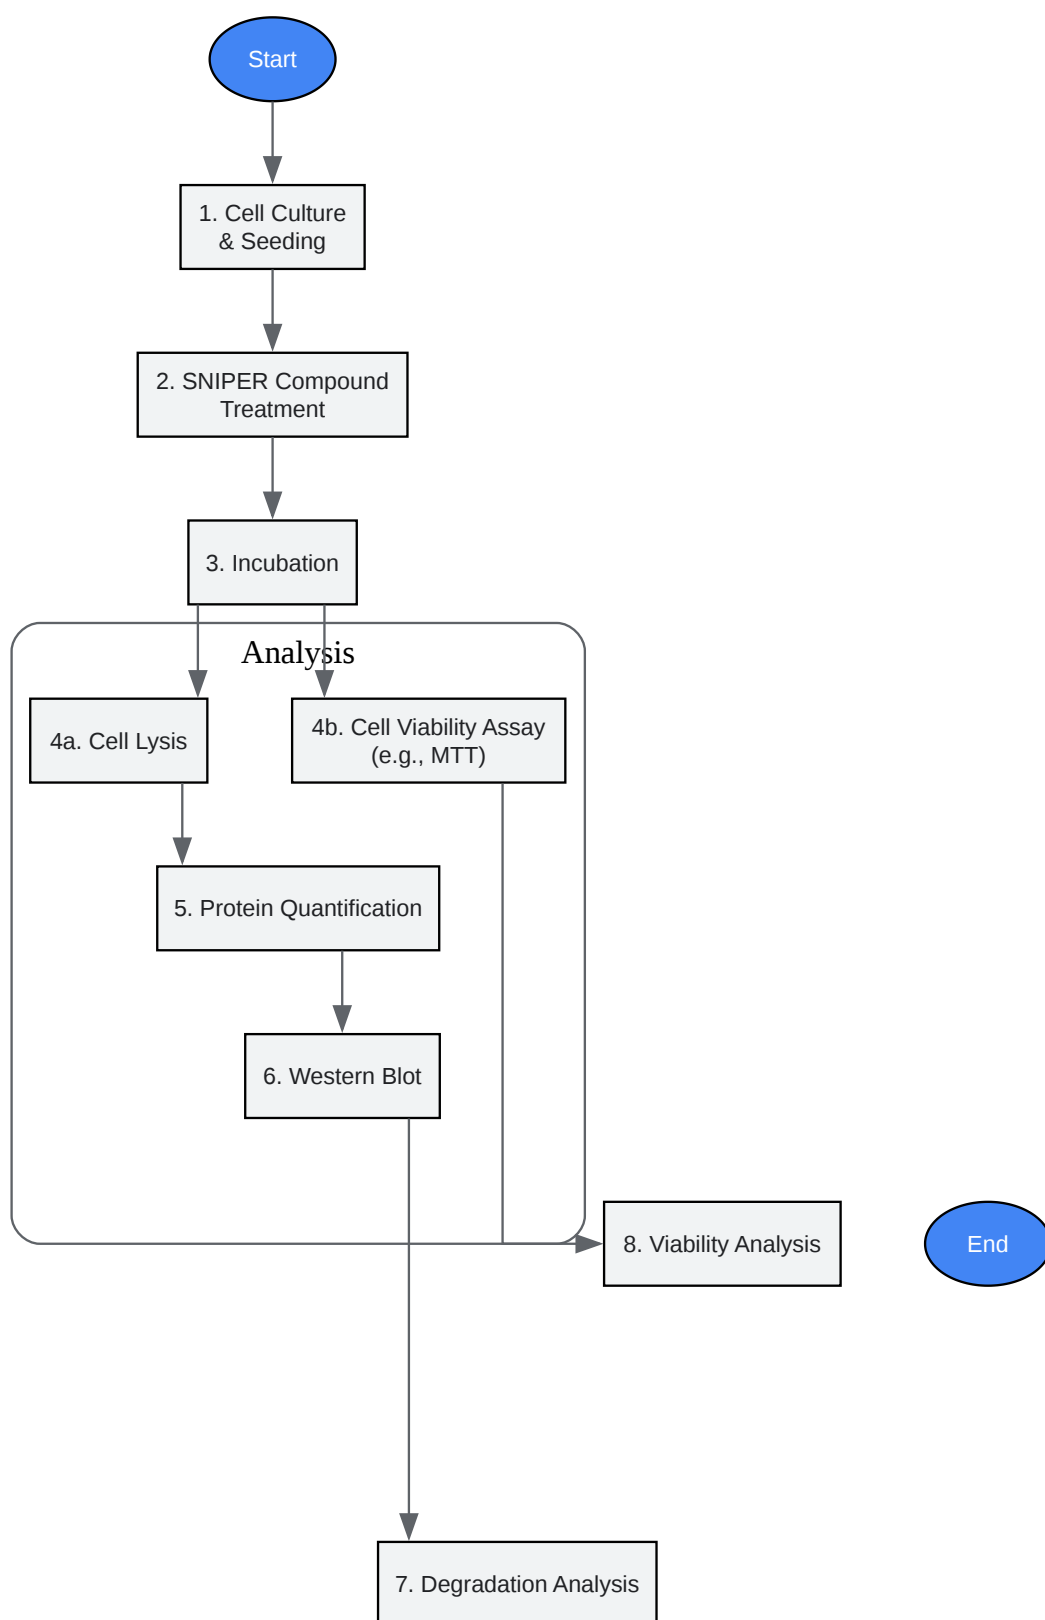 Start
1. Cell Culture
& Seeding
2. SNIPER Compound
Treatment
3. Incubation
Analysis
4a. Cell Lysis
4b. Cell Viability Assay
(e.g., MTT)
5. Protein Quantification
6. Western Blot
8. Viability Analysis
End
7. Degradation Analysis